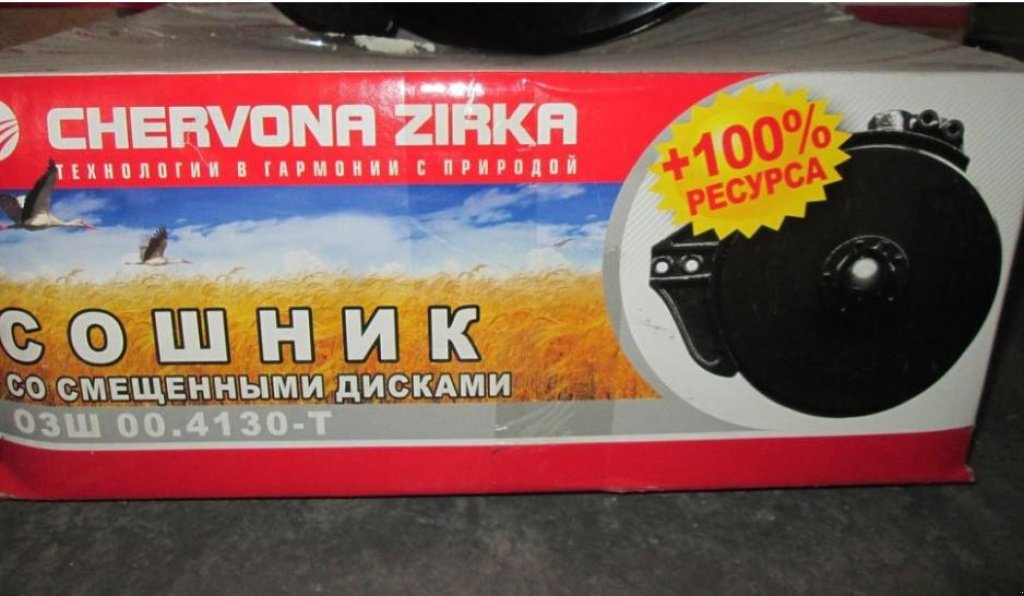 CHERVONA ZIRKA
ТЕХНОЛОГИИ В ГАРМОНИИ С ПРИРОДОЙ
+100%
РЕСУРСА
СОШНИК
СО СМЕЩЕННЫМИ ДИСКАМИ
ОЗШ 00.4130-Т